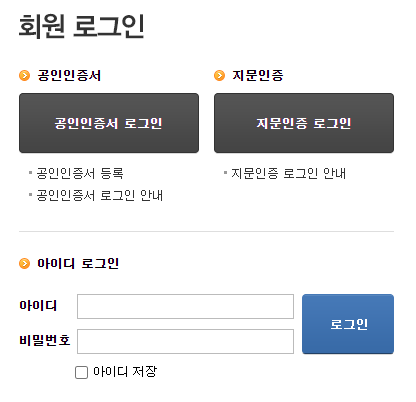 회원 로그인
공인인증서
지문인증
공인인증서 로그인
지문인증 로그인
공인인증서 등록
지문인증 로그인 안내
공인인증서 로그인 안내
아이디 로그인
아이디
로그인
비밀번호
아이디 저장